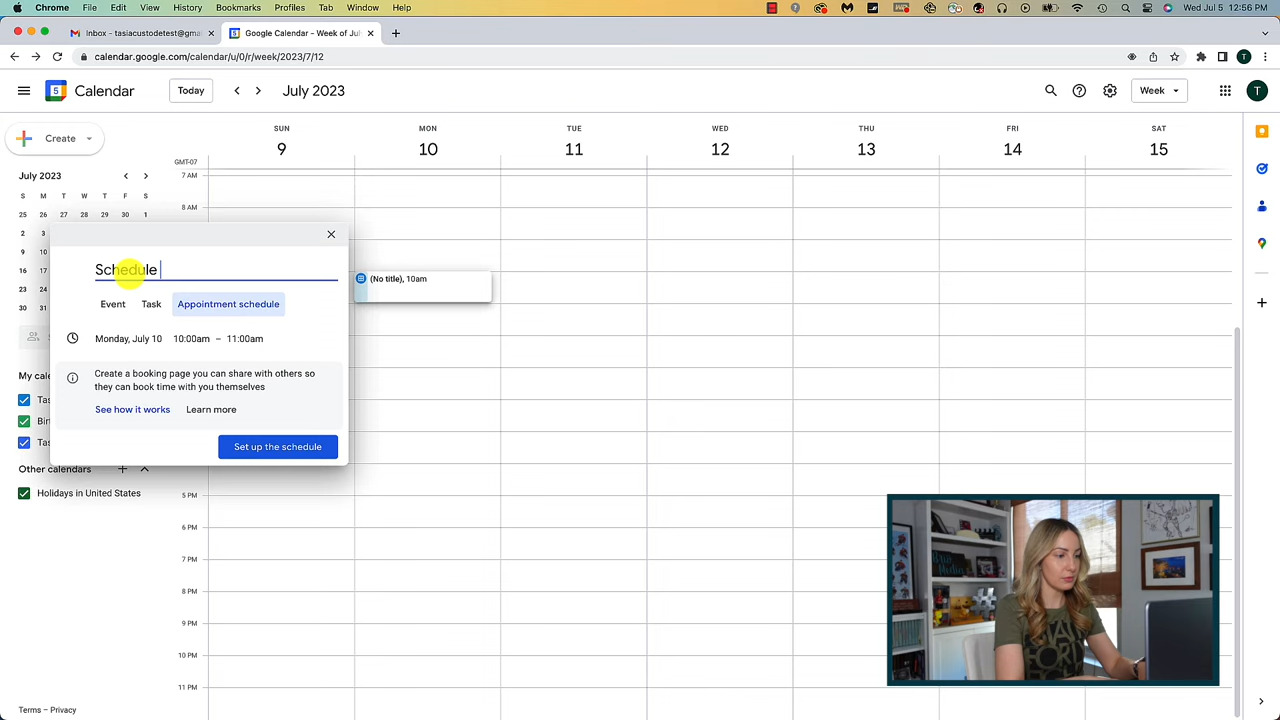 Chrome File Edit View History Bookmarks Profiles Tab Window Help Wed Jul 5 12:56 PM
Inbox – tasiacustodetest@gma
Google Calendar - Week of Jul
calendar.google.com/calendar/u/0/r/week/2023/7/12
T
5 Calendar Today July 2023 Week T
Create
SUN MON TUE WED THU FRI SAT
9 10 11 12 13 14 15
GMT-07
July 2023
S M T W T F S
25 26 27 28 29 30 1
2 3
9 10
16 17
23 24
30 31
7 AM
8 AM
Schedule
Event Task Appointment schedule
Monday, July 10 10:00am – 11:00am
Create a booking page you can share with others so
they can book time with you themselves
See how it works Learn more
Set up the schedule
(No title), 10am
S
My cale
Tas
Birt
Tas
Other calendars
Holidays in United States
5 PM
6 PM
7 PM
8 PM
9 PM
10 PM
11 PM
Terms – Privacy